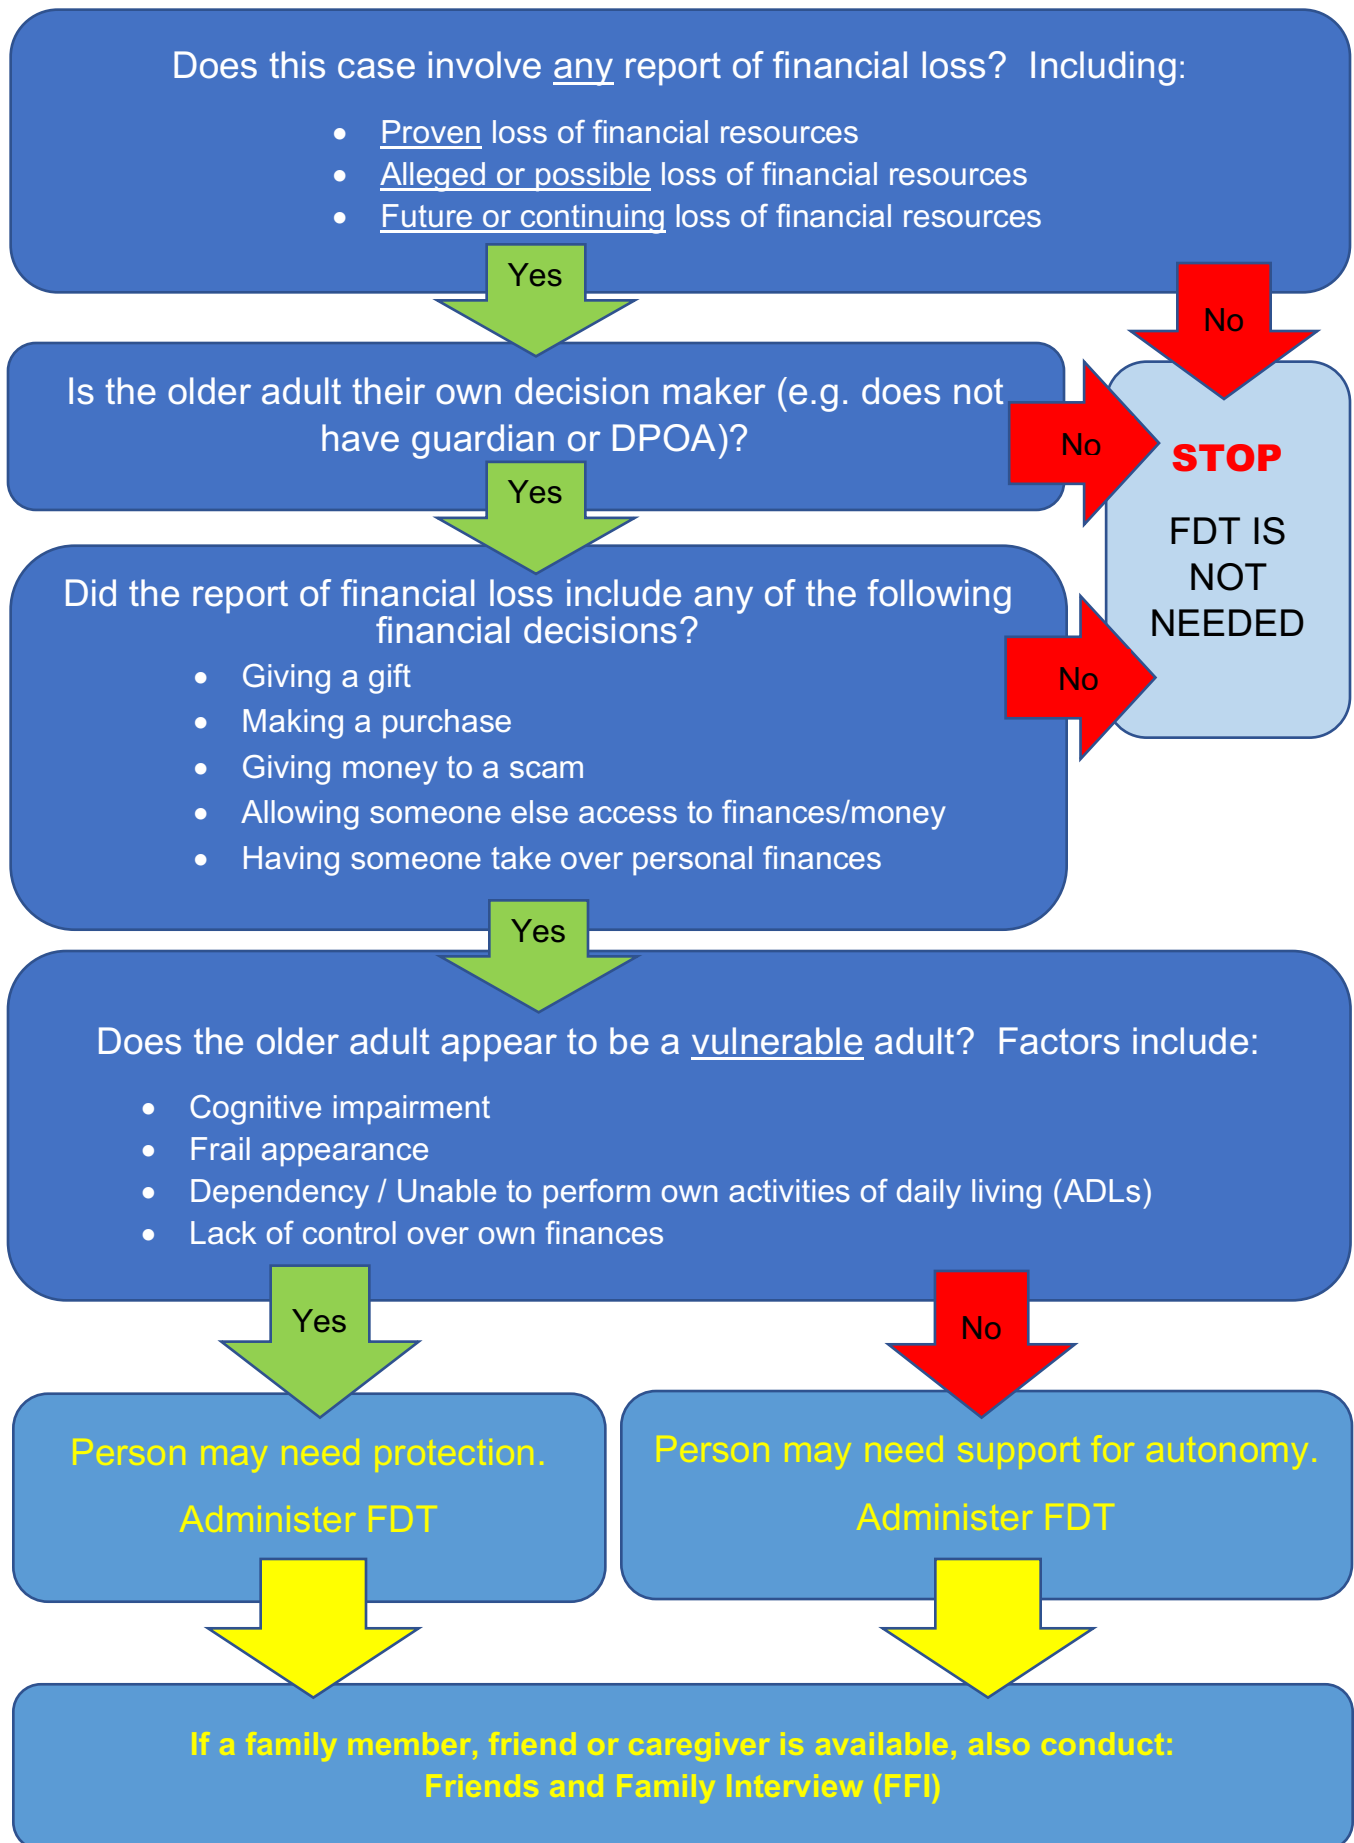 Does this case involve any report of financial loss?  Including:
• Proven loss of financial resources
• Alleged or possible loss of financial resources
• Future or continuing loss of financial resources
Yes
No
Is the older adult their own decision maker (e.g. does not
have guardian or DPOA)?
No
Yes
STOP
FDT IS
NOT
NEEDED
Did the report of financial loss include any of the following
financial decisions?
• Giving a gift
• Making a purchase
• Giving money to a scam
• Allowing someone else access to finances/money
• Having someone take over personal finances
No
Yes
Does the older adult appear to be a vulnerable adult?  Factors include:
• Cognitive impairment
• Frail appearance
• Dependency / Unable to perform own activities of daily living (ADLs)
• Lack of control over own finances
Yes
No
Person may need protection.
Administer FDT
Person may need support for autonomy.
Administer FDT
If a family member, friend or caregiver is available, also conduct:
Friends and Family Interview (FFI)